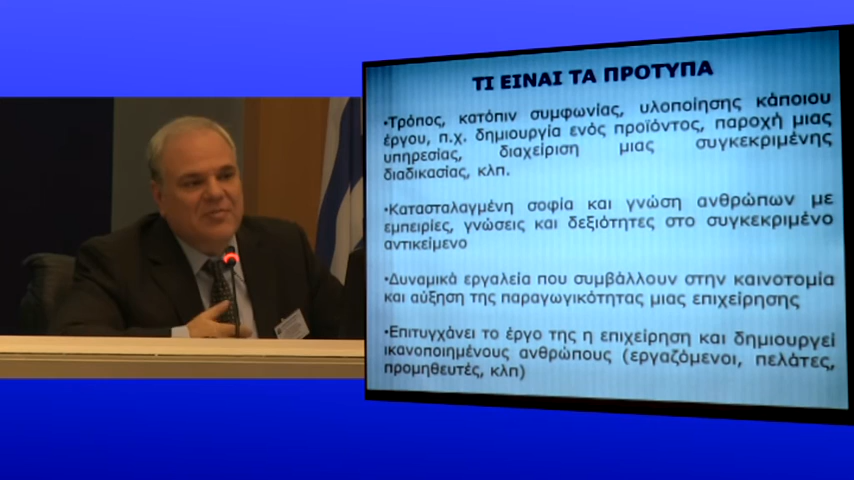 ΤΙ ΕΙΝΑΙ ΤΑ ΠΡΟΤΥΠΑ
•Τρόπος, κατόπιν συμφωνίας, υλοποίησης κάποιου
έργου, π.χ. δημιουργία ενός προϊόντος, παροχή μιας
υπηρεσίας, διαχείριση μιας συγκεκριμένης
διαδικασίας, κλπ.
•Κατασταλαγμένη σοφία και γνώση ανθρώπων με
εμπειρίες, γνώσεις και δεξιότητες στο συγκεκριμένο
αντικείμενο
•Δυναμικά εργαλεία που συμβάλλουν στην καινοτομία
και αύξηση της παραγωγικότητας μιας επιχείρησης
•Επιτυγχάνει το έργο της η επιχείρηση και δημιουργεί
ικανοποιημένους ανθρώπους (εργαζόμενοι, πελάτες,
προμηθευτές, κλπ)